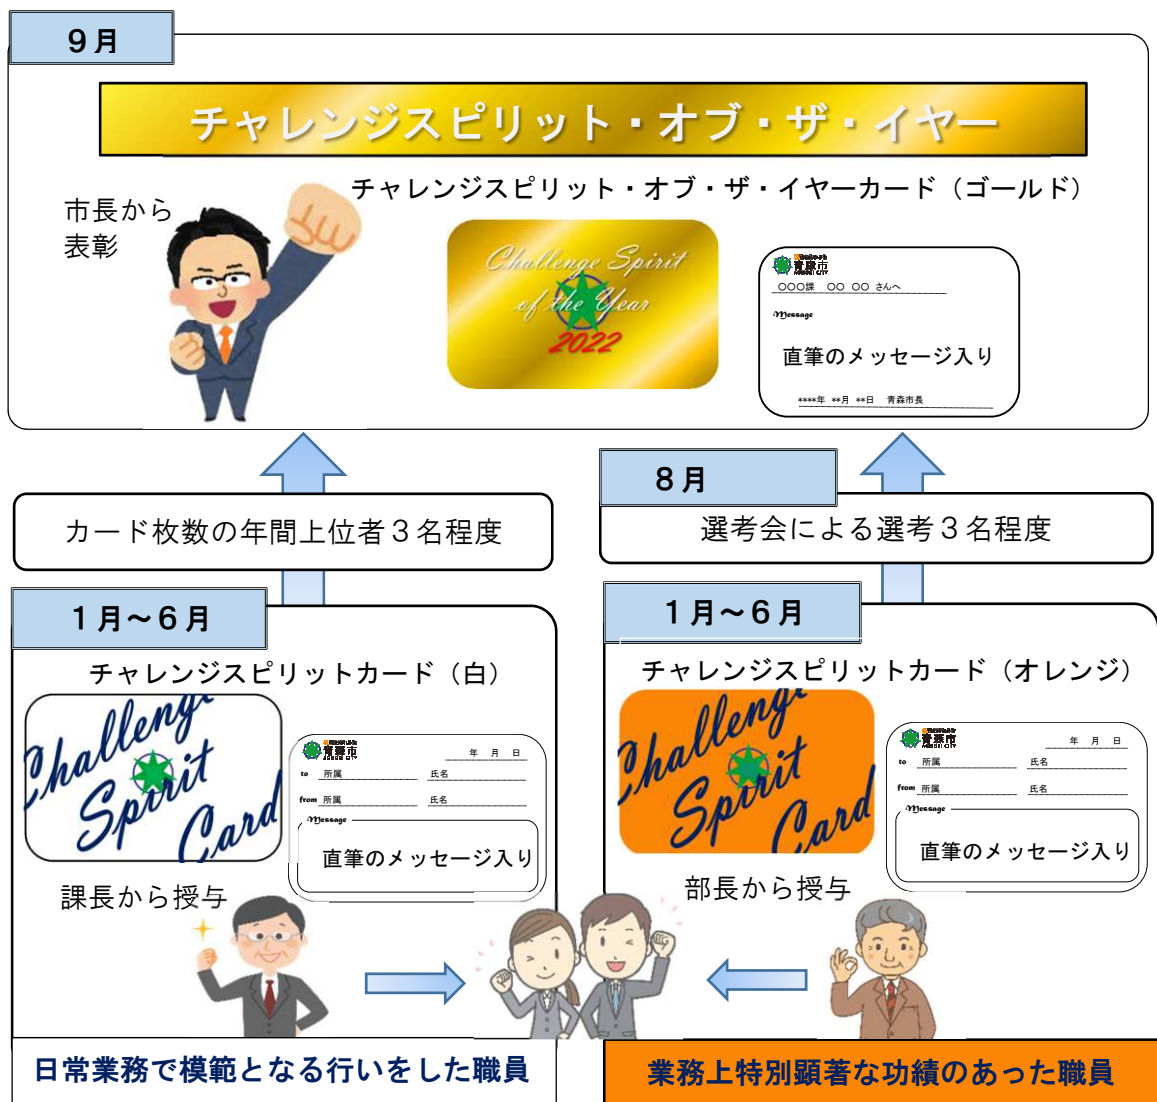 9月
チャレンジスピリット・オブ・ザ・イヤー
チャレンジスピリット・オブ・ザ・イヤーカード（ゴールド）
市長から
表彰
Challenge Spirit
of the Year
2022
青森市
AOMORI CITY
〇〇〇課 〇〇 〇〇 さんへ
Message
直筆のメッセージ入り
****年 **月 **日 青森市長
カード枚数の年間上位者３名程度
8月
選考会による選考３名程度
1月～6月
チャレンジスピリットカード（白）
Challenge
Spirit
Card
青森市
AOMORI CITY
年 月 日
to 所属 氏名
from 所属 氏名
Message
直筆のメッセージ入り
課長から授与
日常業務で模範となる行いをした職員
1月～6月
チャレンジスピリットカード（オレンジ）
Challenge
Spirit
Card
青森市
AOMORI CITY
年 月 日
to 所属 氏名
from 所属 氏名
Message
直筆のメッセージ入り
部長から授与
業務上特別顕著な功績のあった職員